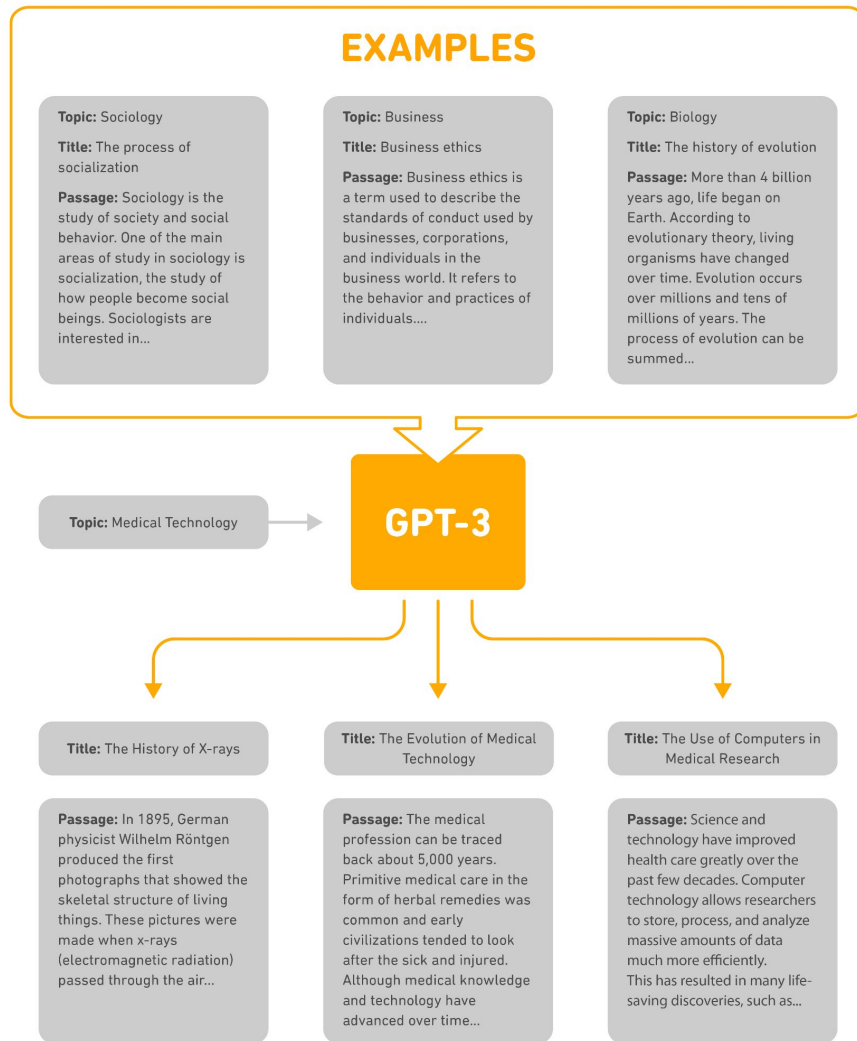 EXAMPLES
Topic: Sociology
Title: The process of
socialization
Passage: Sociology is the
study of society and social
behavior. One of the main
areas of study in sociology is
socialization, the study of
how people become social
beings. Sociologists are
interested in...
Topic: Business
Title: Business ethics
Passage: Business ethics is
a term used to describe the
standards of conduct used by
businesses, corporations,
and individuals in the
business world. It refers to
the behavior and practices of
individuals....
Topic: Biology
Title: The history of evolution
Passage: More than 4 billion
years ago, life began on
Earth. According to
evolutionary theory, living
organisms have changed
over time. Evolution occurs
over millions and tens of
millions of years. The
process of evolution can be
summed...
Topic: Medical Technology
GPT-3
Title: The History of X-rays
Title: The Evolution of Medical
Technology
Title: The Use of Computers in
Medical Research
Passage: In 1895, German
physicist Wilhelm Röntgen
produced the first
photographs that showed the
skeletal structure of living
things. These pictures were
made when x-rays
(electromagnetic radiation)
passed through the air...
Passage: The medical
profession can be traced
back about 5,000 years.
Primitive medical care in the
form of herbal remedies was
common and early
civilizations tended to look
after the sick and injured.
Although medical knowledge
and technology have
advanced over time...
Passage: Science and
technology have improved
health care greatly over the
past few decades. Computer
technology allows researchers
to store, process, and analyze
massive amounts of data
much more efficiently.
This has resulted in many life-
saving discoveries, such as...